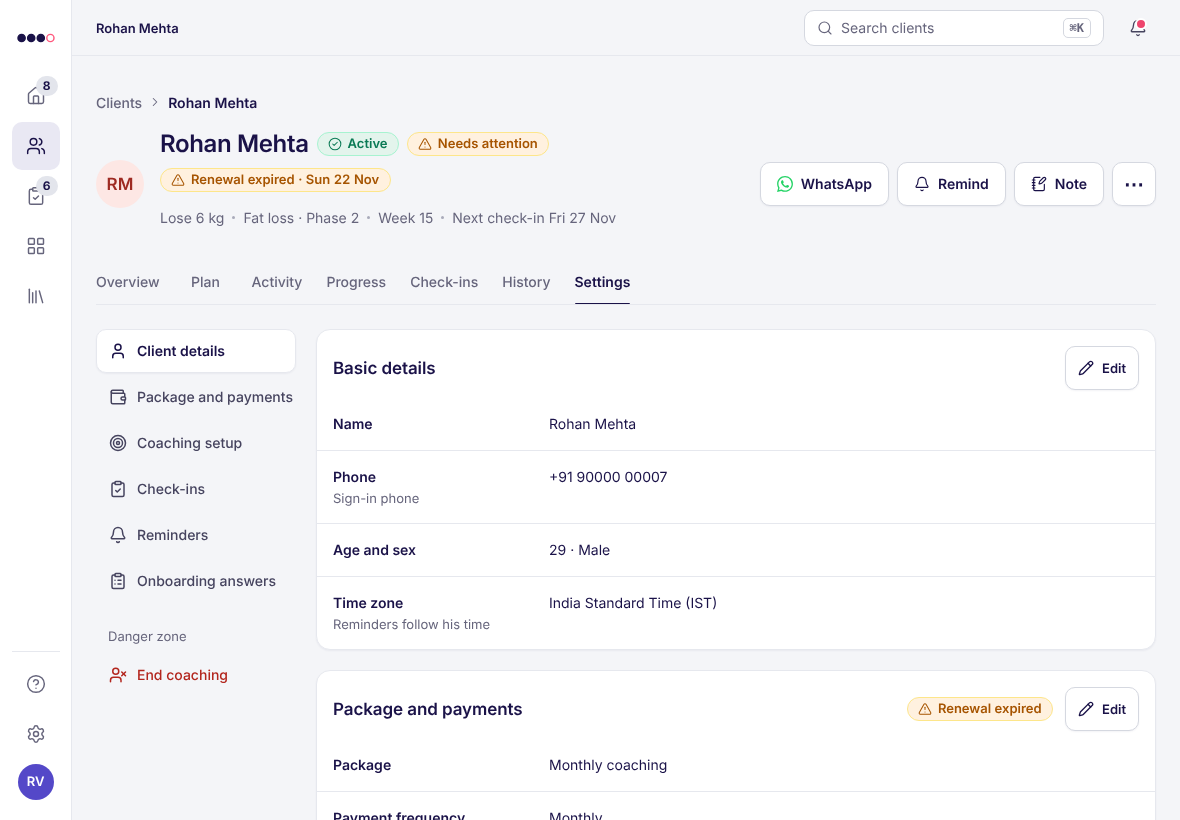 Rohan Mehta
Search clients
⌘K
8
6
Clients > Rohan Mehta
RM
Rohan Mehta
Active
Needs attention
Renewal expired · Sun 22 Nov
Lose 6 kg • Fat loss · Phase 2 • Week 15 • Next check-in Fri 27 Nov
WhatsApp
Remind
Note
Overview
Plan
Activity
Progress
Check-ins
History
Settings
Client details
Package and payments
Coaching setup
Check-ins
Reminders
Onboarding answers
Danger zone
End coaching
Basic details
Edit
Name Rohan Mehta
Phone +91 90000 00007
Sign-in phone
Age and sex 29 · Male
Time zone India Standard Time (IST)
Reminders follow his time
Package and payments
Renewal expired
Edit
Package Monthly coaching
Payment frequency Monthly
RV